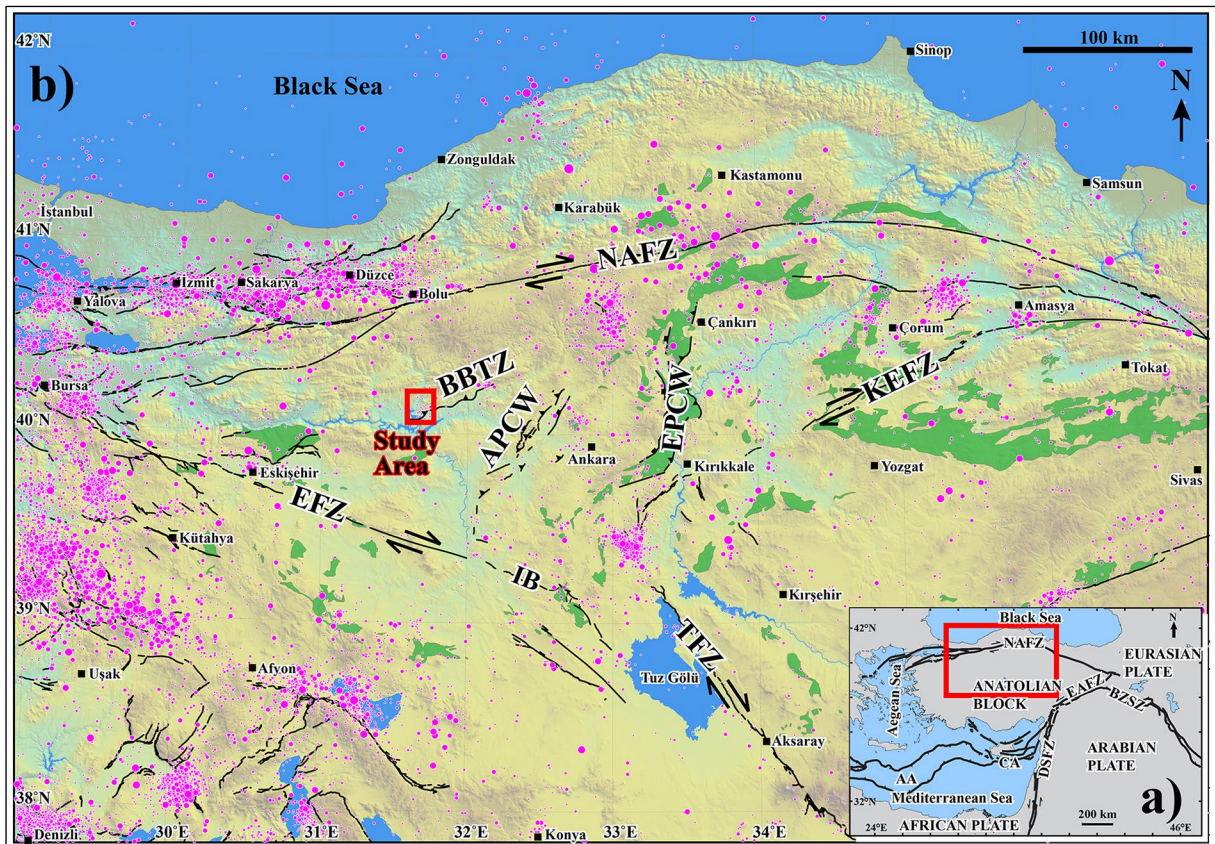 42°N
Sinop
100 km
b)
Black Sea
N
Zonguldak
Kastamonu
Samsun
İstanbul
Karabük
41°N
NAFZ
Düzce
İzmit
Sakarya
Bolu
Yalova
Amasya
Çankırı
Çorum
Tokat
Bursa
BBTZ
KEFZ
40°N
APCW
EPCW
Study
Area
Ankara
Kırıkkale
Yozgat
Sivas
Eskişehir
EFZ
Kütahya
IB
39°N
Kırşehir
TFZ
Uşak
Afyon
Tuz Gölü
Aksaray
38°N
Denizli
30°E
31°E
32°E
Konya
33°E
34°E
Black Sea
42°N
N
NAFZ
EURASIAN
PLATE
Aegean Sea
ANATOLIAN
BLOCK
EAFZ
BZSZ
CA
DSFZ
ARABIAN
PLATE
AA
Mediterranean Sea
32°N
a)
AFRICAN PLATE
200 km
24°E
46°E